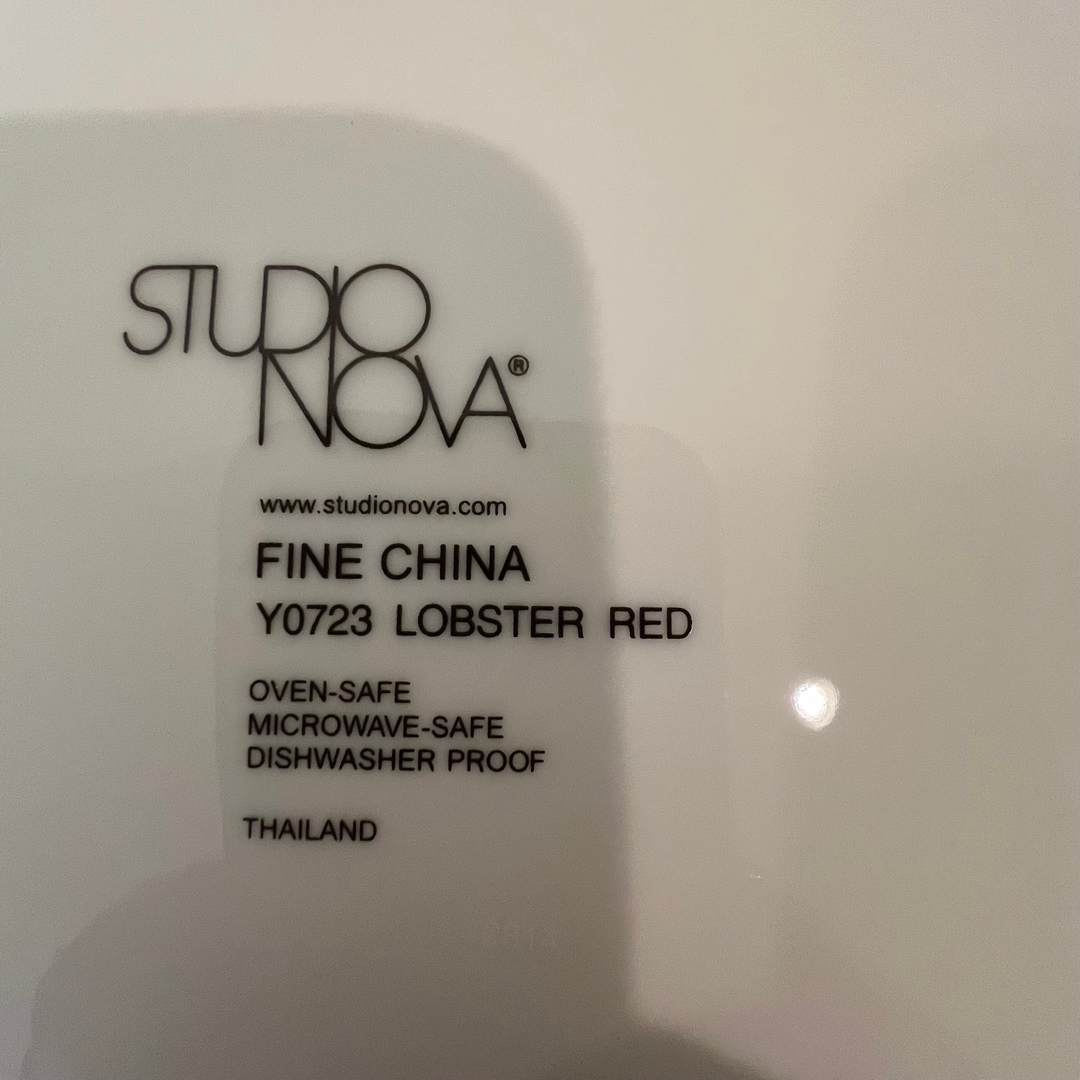 STUDIO
NOVA®
www.studionova.com
FINE CHINA
Y0723 LOBSTER RED
OVEN-SAFE
MICROWAVE-SAFE
DISHWASHER PROOF
THAILAND